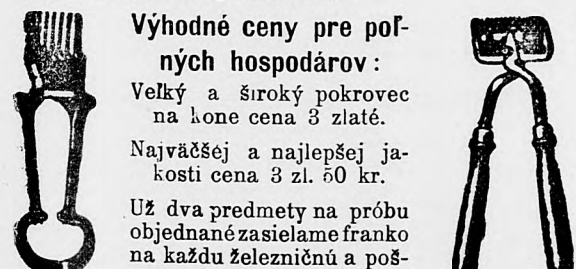 Výhodné ceny pre poľ-
ných hospodárov:
Veľký a široký pokrovec
na kone cena 3 zlaté.
Najväčšéj a najlepšej ja-
kosti cena 3 zl. 50 kr.
Už dva predmety na próbu
objednané zasielame franko
na každu železničnú a poš-